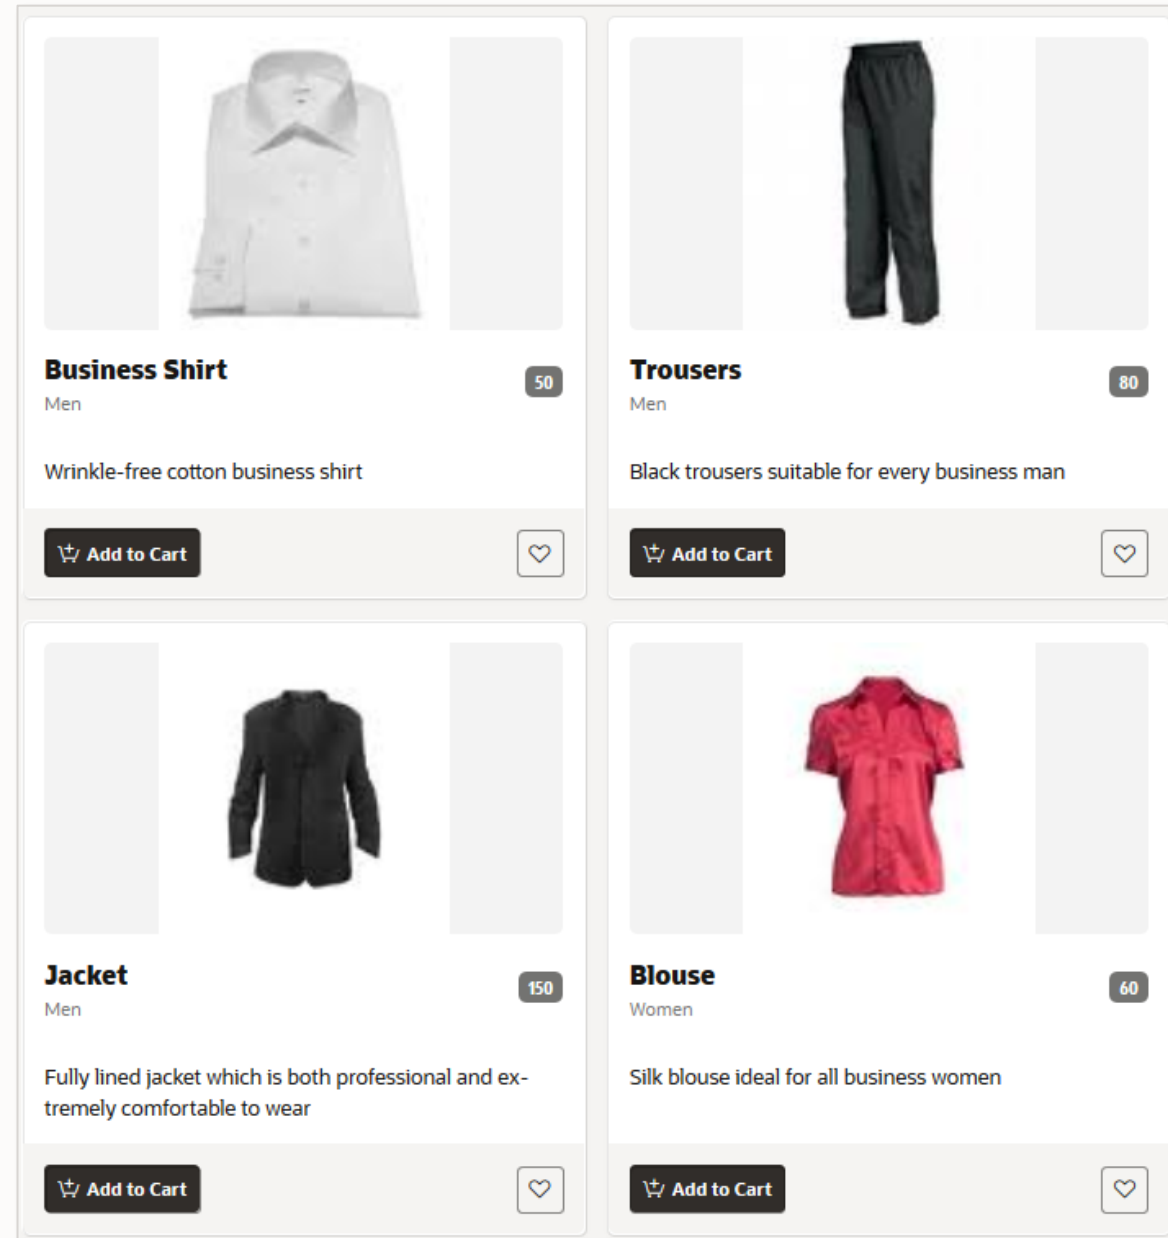 Business Shirt
50
Men
Wrinkle-free cotton business shirt
Add to Cart
Trousers
80
Men
Black trousers suitable for every business man
Add to Cart
Jacket
150
Men
Fully lined jacket which is both professional and ex-
tremely comfortable to wear
Add to Cart
Blouse
60
Women
Silk blouse ideal for all business women
Add to Cart